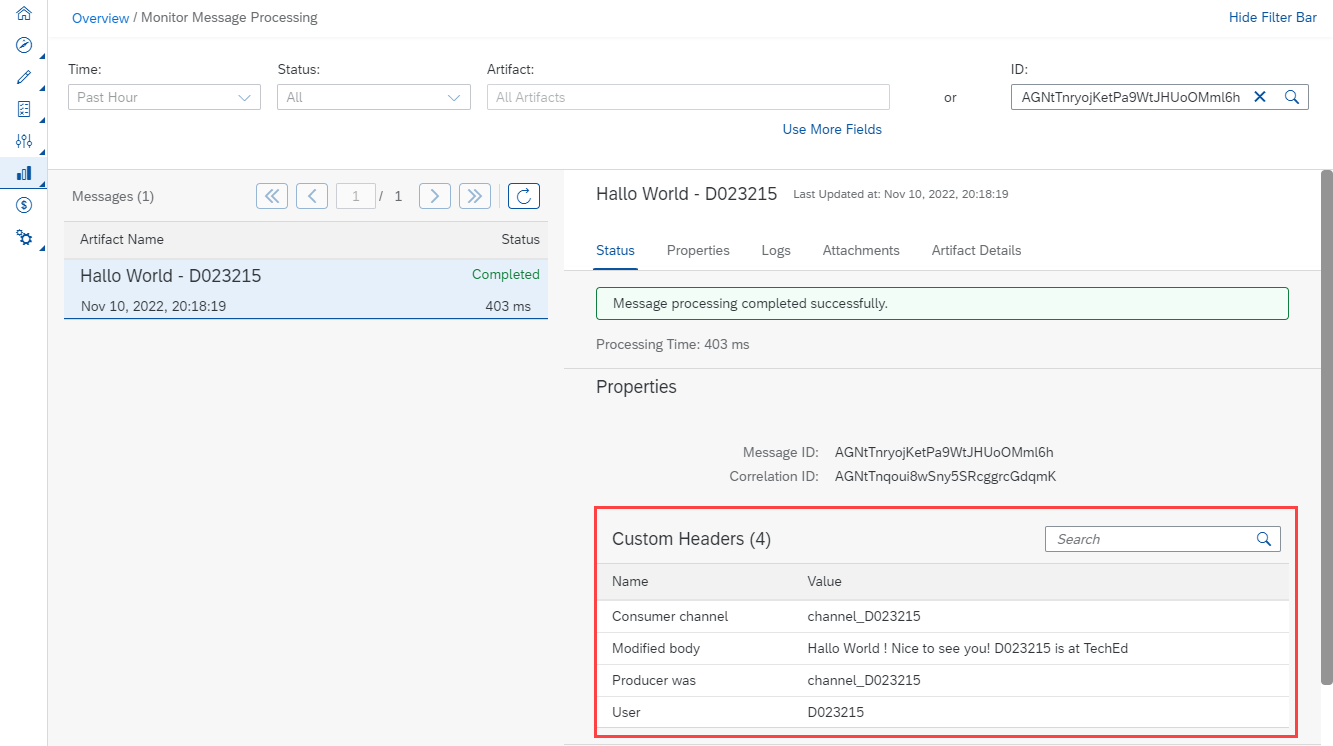 Overview / Monitor Message Processing
Hide Filter Bar
Time:
Status:
Artifact:
ID:
Past Hour
All
All Artifacts
or
AGNtTnryojKetPa9WtJHUoOMml6h
Use More Fields
Messages (1)
1 / 1
Hallo World - D023215
Last Updated at: Nov 10, 2022, 20:18:19
Artifact Name
Status
Status
Properties
Logs
Attachments
Artifact Details
Hallo World - D023215
Completed
Nov 10, 2022, 20:18:19
403 ms
Message processing completed successfully.
Processing Time: 403 ms
Properties
Message ID: AGNtTnryojKetPa9WtJHUoOMml6h
Correlation ID: AGNtTnqoui8wSny5SRcggrcGdqmK
Custom Headers (4)
Search
Name
Value
Consumer channel
channel_D023215
Modified body
Hallo World ! Nice to see you! D023215 is at TechEd
Producer was
channel_D023215
User
D023215